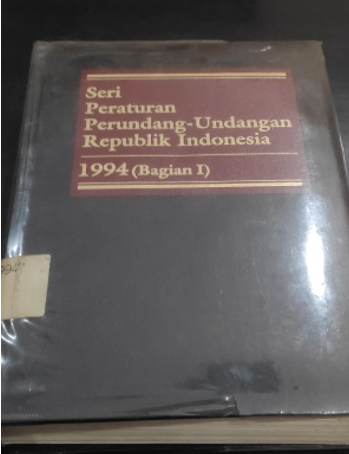 Seri
Peraturan
Perundang-Undangan
Republik Indonesia
1994 (Bagian I)